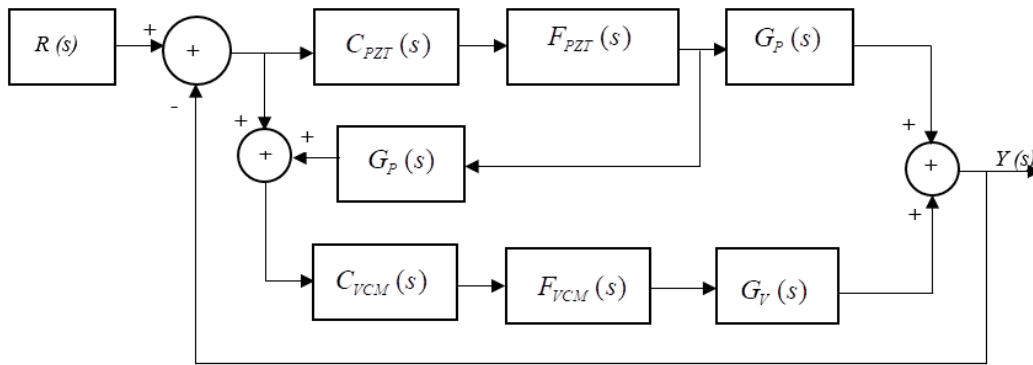 R (s)
+
+
C_PZT (s)
F_PZT (s)
G_P (s)
-
+
+
+
G_P (s)
+
+
Y (s)
+
C_VCM (s)
F_VCM (s)
G_V (s)